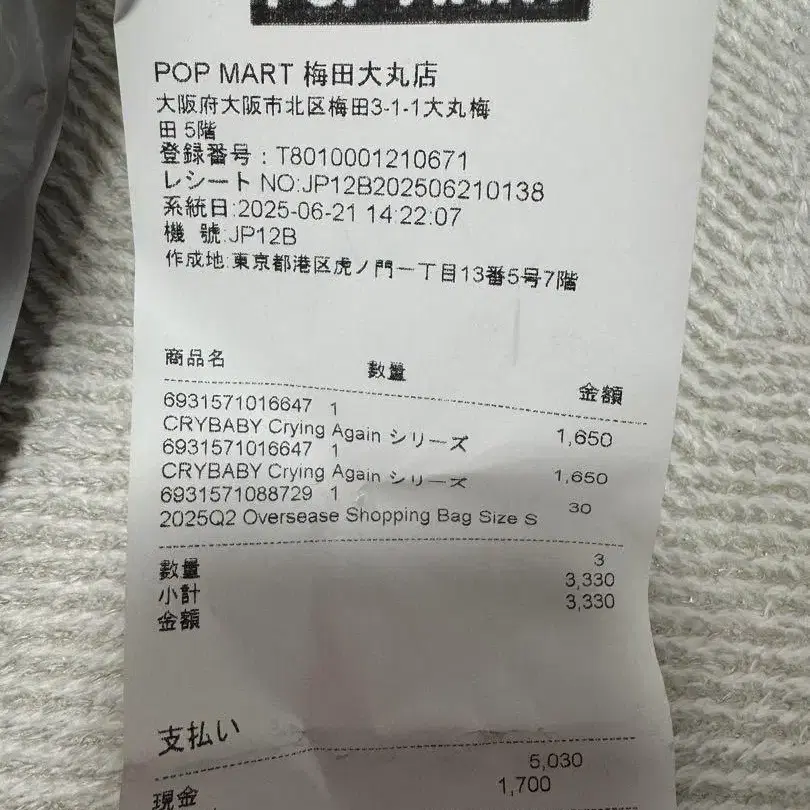 POP MART 梅田大丸店
大阪府大阪市北区梅田3-1-1大丸梅
田 5階
登録番号：T8010001210671
レシート NO:JP12B202506210138
系統日:2025-06-21 14:22:07
機 號:JP12B
作成地:東京都港区虎ノ門一丁目13番5号7階
商品名 數量 金額
6931571016647 1
CRYBABY Crying Again シリーズ 1,650
6931571016647 1
CRYBABY Crying Again シリーズ 1,650
6931571088729 1
2025Q2 Oversease Shopping Bag Size S 30
數量 3
小計 3,330
金額 3,330
支払い
現金 5,030
1,700